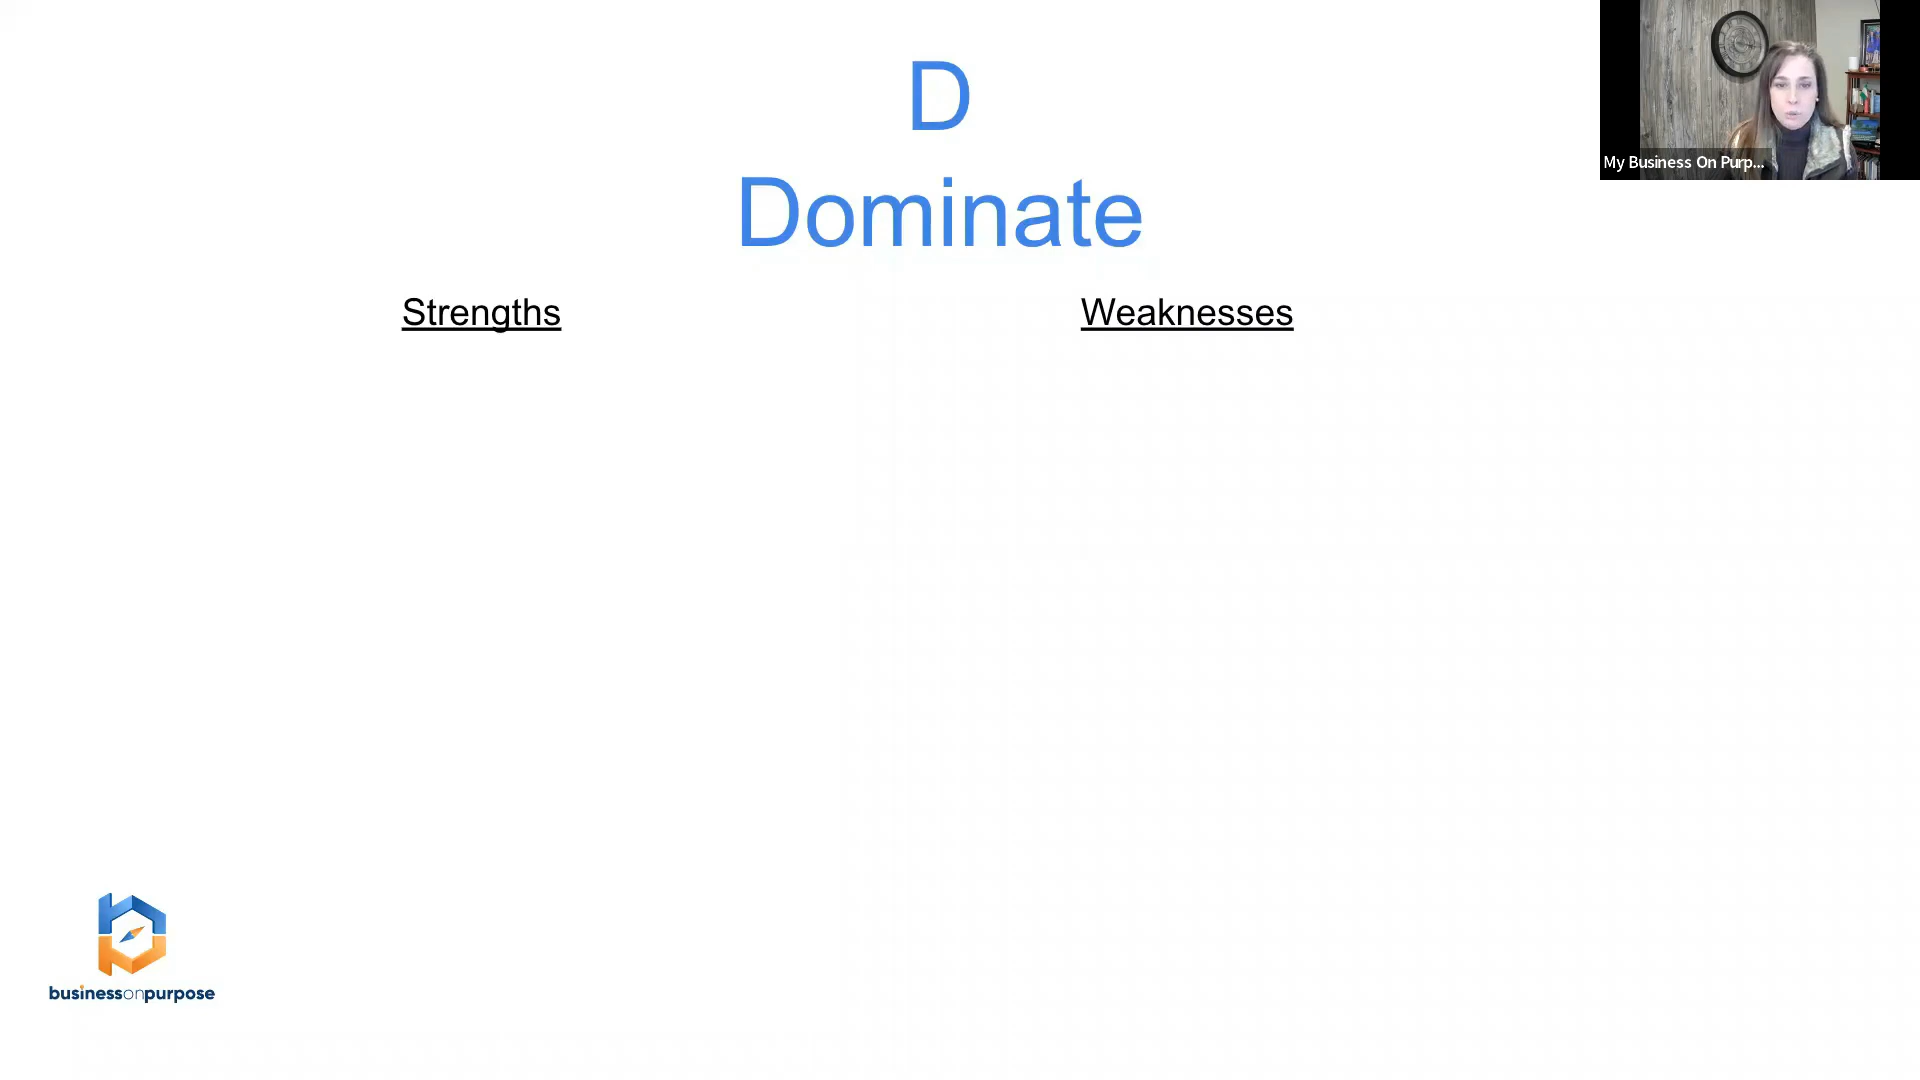 D
Dominate
Strengths
Weaknesses
My Business On Purp...
businessonpurpose